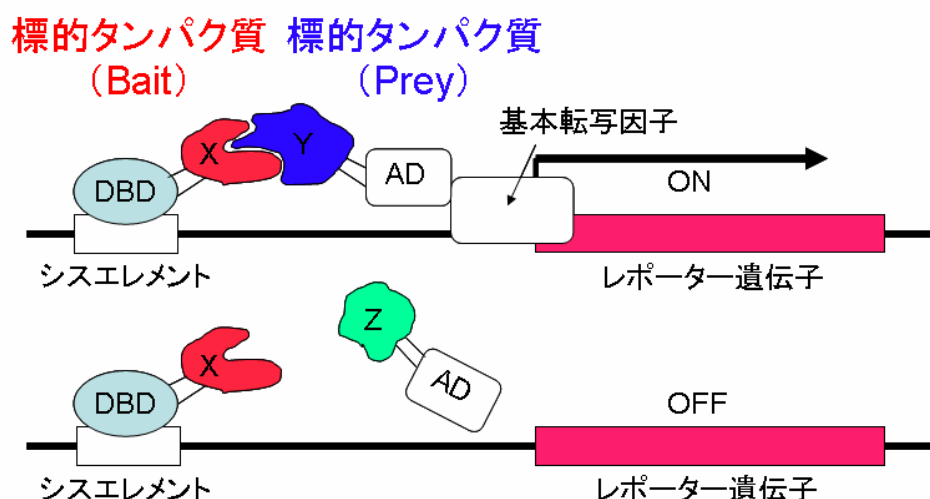 標的タンパク質 標的タンパク質
（Bait） （Prey）
基本転写因子
X Y
DBD AD ON
シスエレメント レポーター遺伝子
Z
X
DBD AD OFF
シスエレメント レポーター遺伝子